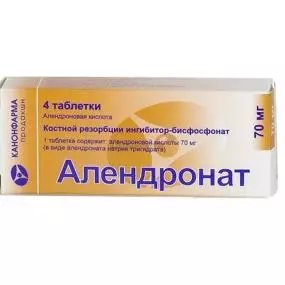 КАНОНФАРМА
продакшн
4 таблетки
Алендроновая кислота
Костной резорбции ингибитор-бисфосфонат
1 таблетка содержит алендроновой кислоты 70 мг
(в виде алендроната натрия тригидрата)
70 мг
Алендронат